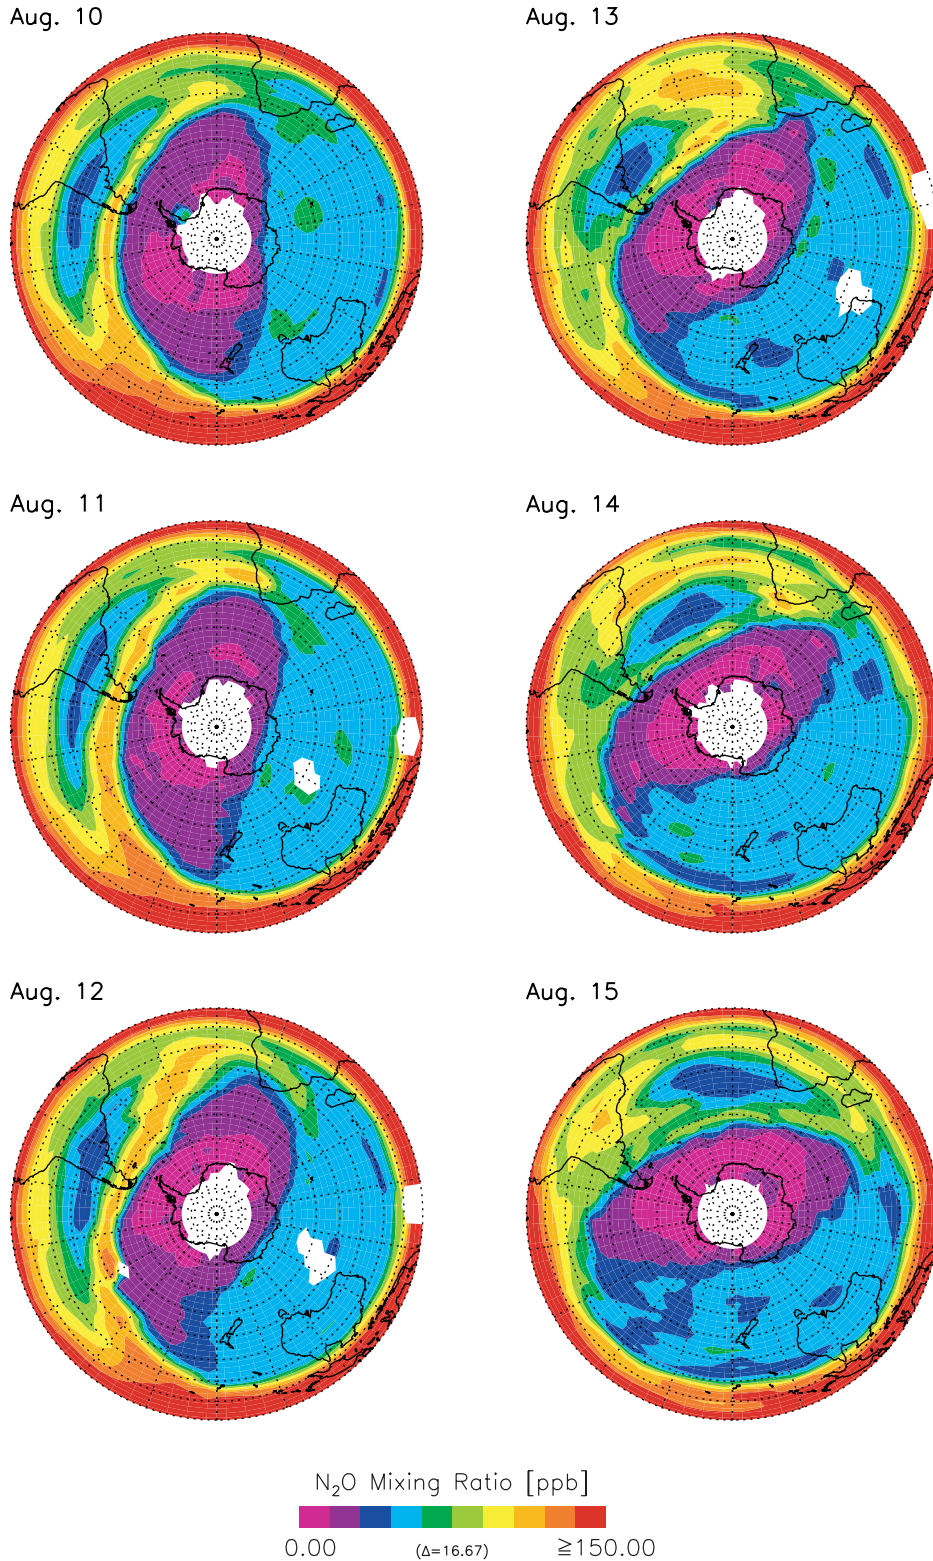 Aug. 10
Aug. 13
Aug. 11
Aug. 14
Aug. 12
Aug. 15
N₂O Mixing Ratio [ppb]
0.00 (Δ=16.67) ≧150.00